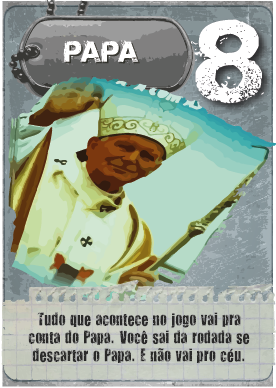 PAPA
8
Tudo que acontece no jogo vai pra
conta do Papa. Você sai da rodada se
descartar o Papa. E não vai pro céu.